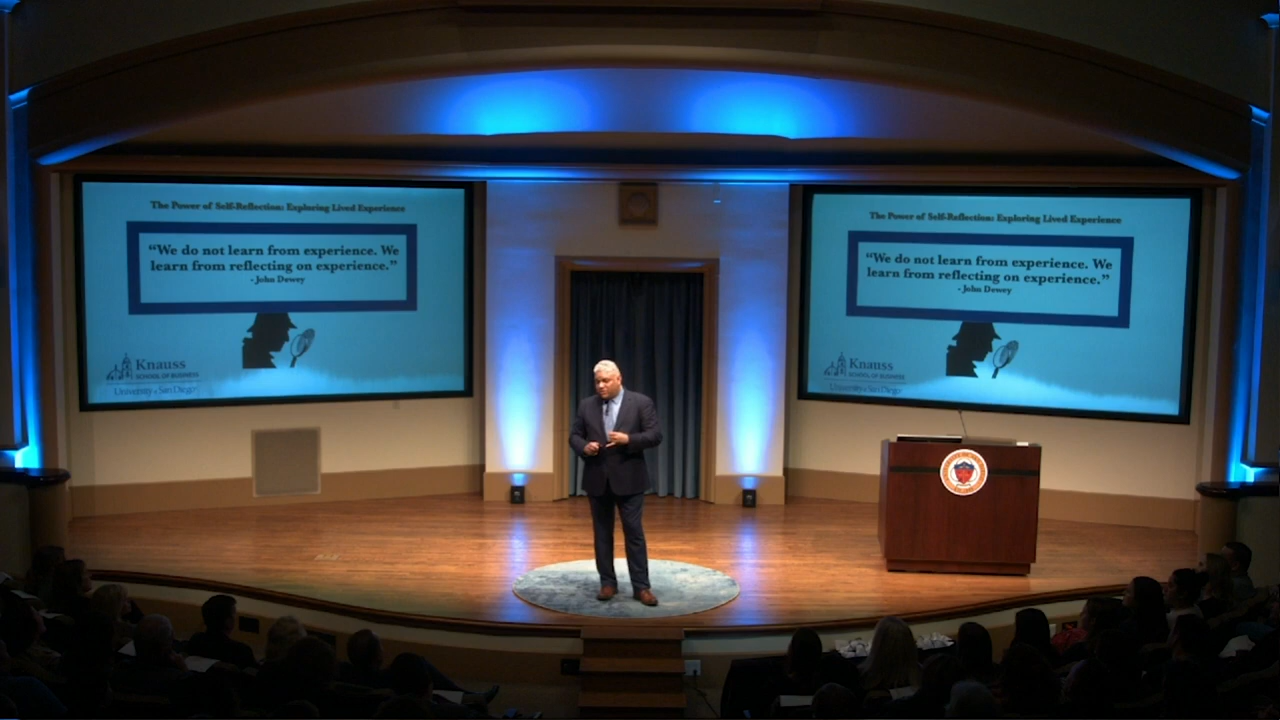 The Power of Self-Reflection: Exploring Lived Experience
“We do not learn from experience. We
learn from reflecting on experience.”
- John Dewey
Knauss
SCHOOL OF BUSINESS
University of San Diego
The Power of Self-Reflection: Exploring Lived Experience
“We do not learn from experience. We
learn from reflecting on experience.”
- John Dewey
Knauss
SCHOOL OF BUSINESS
University of San Diego